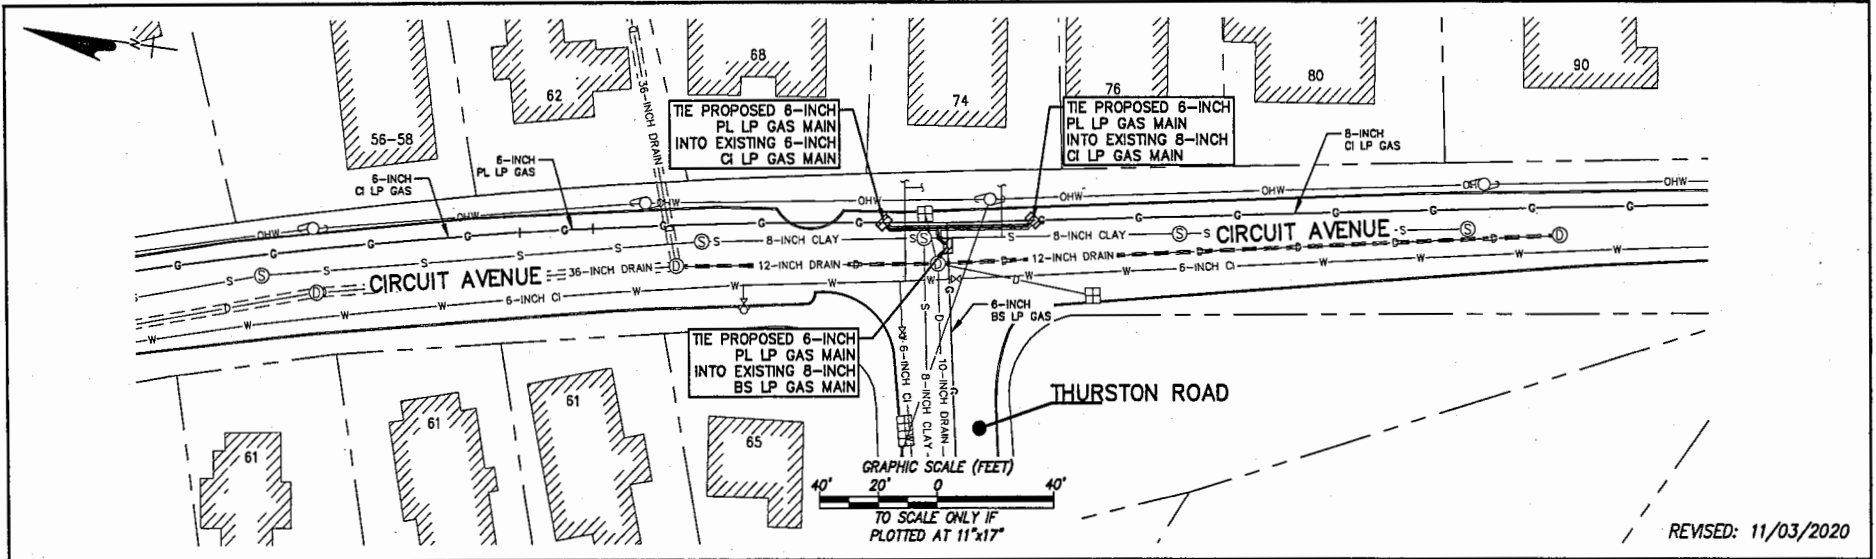 N
68
62
56-58
74
76
80
90
36-INCH DRAIN
TIE PROPOSED 6-INCH
PL LP GAS MAIN
INTO EXISTING 6-INCH
CI LP GAS MAIN
TIE PROPOSED 6-INCH
PL LP GAS MAIN
INTO EXISTING 8-INCH
CI LP GAS MAIN
8-INCH
CI LP GAS
6-INCH
PL LP GAS
6-INCH
CI LP GAS
OHW
OHW
OHW
OHW
OHW
OHW
OHW
8-INCH CLAY
8-INCH CLAY
CIRCUIT AVENUE
CIRCUIT AVENUE
36-INCH DRAIN
12-INCH DRAIN
12-INCH DRAIN
6-INCH CI
6-INCH CI
6-INCH
BS LP GAS
TIE PROPOSED 6-INCH
PL LP GAS MAIN
INTO EXISTING 8-INCH
BS LP GAS MAIN
6-INCH CI
8-INCH CLAY
10-INCH DRAIN
THURSTON ROAD
61
61
61
65
GRAPHIC SCALE (FEET)
40' 20' 0 40'
TO SCALE ONLY IF
PLOTTED AT 11"x17"
REVISED: 11/03/2020